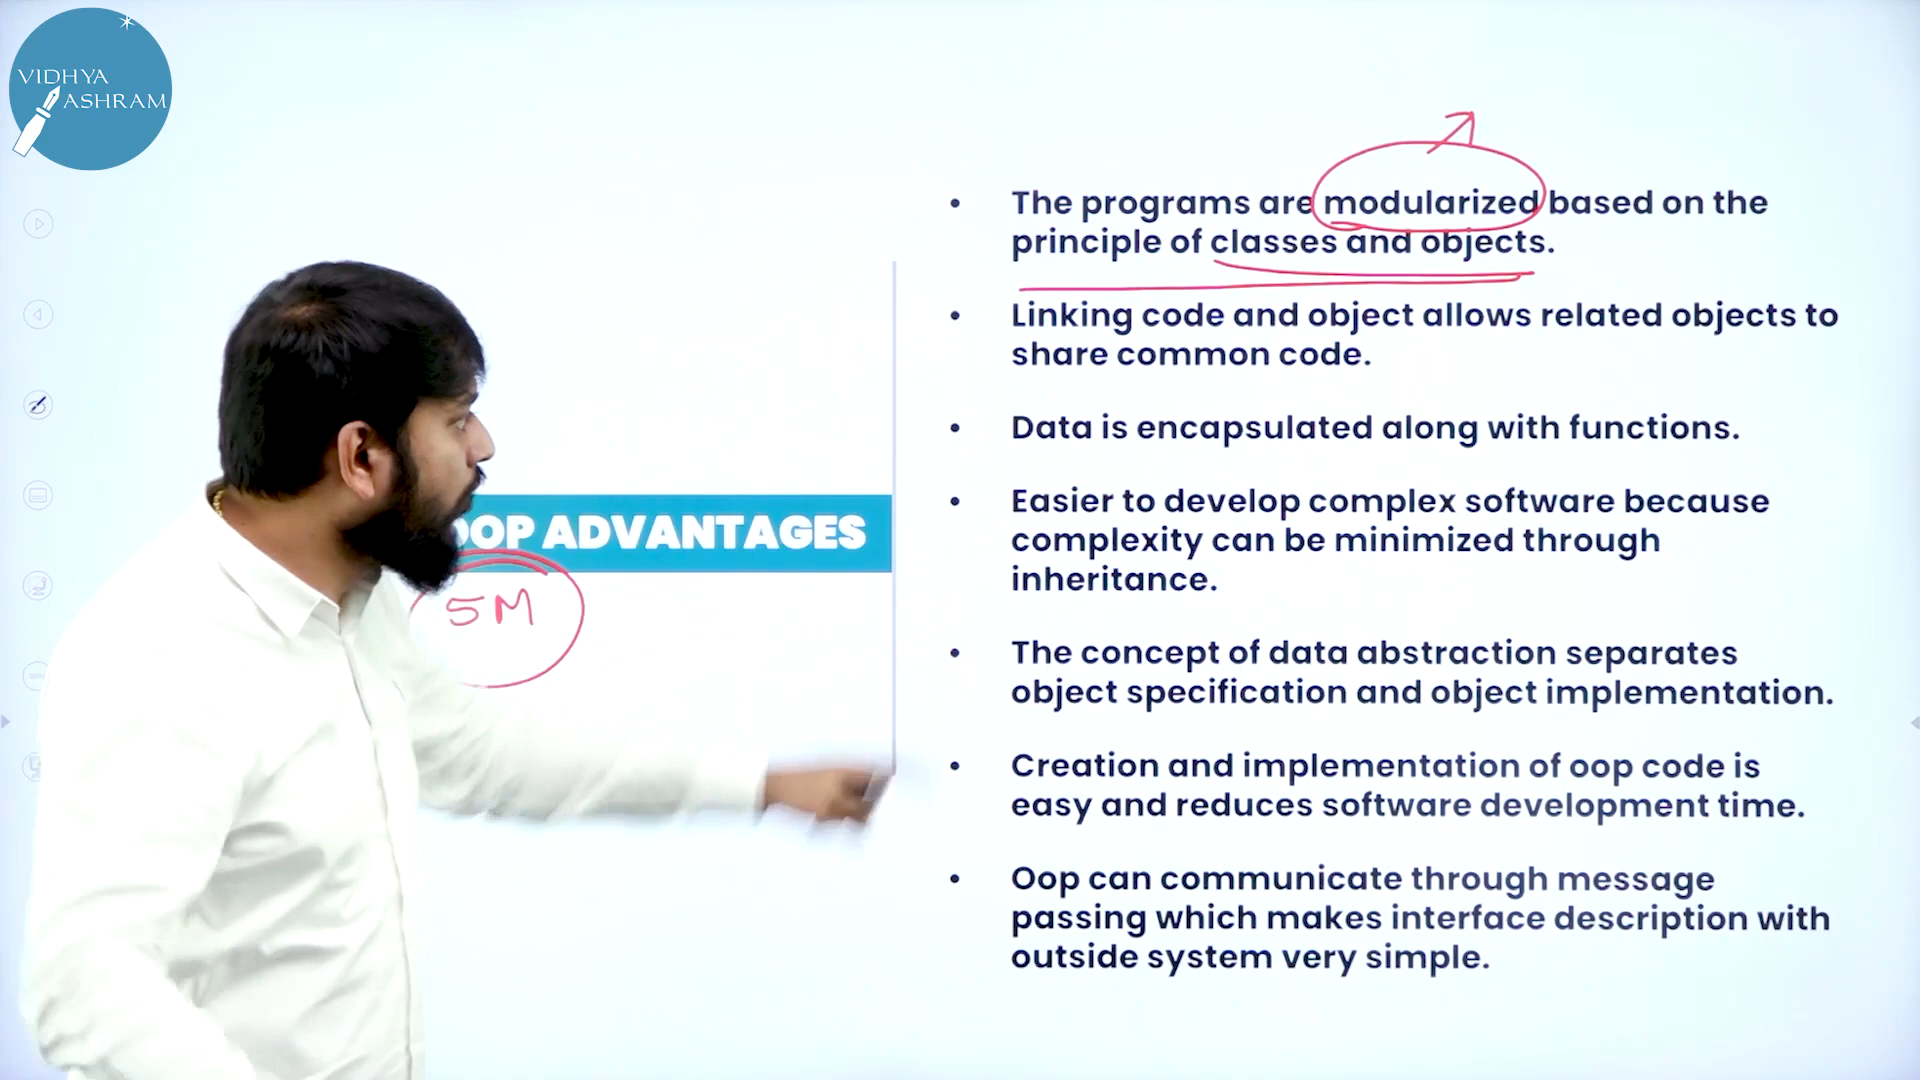 VIDHYA
ASHRAM
The programs are modularized based on the
principle of classes and objects.
Linking code and object allows related objects to
share common code.
Data is encapsulated along with functions.
Easier to develop complex software because
complexity can be minimized through
inheritance.
The concept of data abstraction separates
object specification and object implementation.
Creation and implementation of oop code is
easy and reduces software development time.
Oop can communicate through message
passing which makes interface description with
outside system very simple.
OOP ADVANTAGES
5M